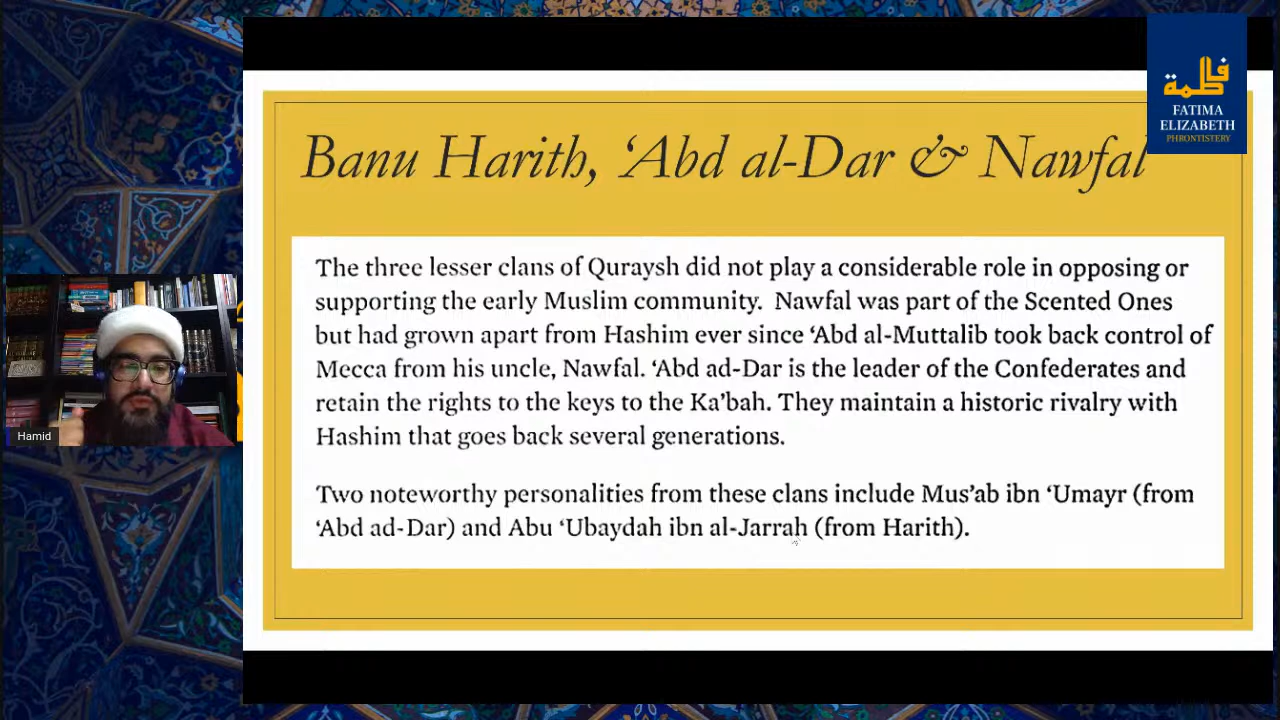 Banu Harith, ‘Abd al-Dar & Nawfal
فاطمة
FATIMA
ELIZABETH
PHRONTISTERY
The three lesser clans of Quraysh did not play a considerable role in opposing or
supporting the early Muslim community.  Nawfal was part of the Scented Ones
but had grown apart from Hashim ever since ‘Abd al-Muttalib took back control of
Mecca from his uncle, Nawfal. ‘Abd ad-Dar is the leader of the Confederates and
retain the rights to the keys to the Ka’bah. They maintain a historic rivalry with
Hashim that goes back several generations.
Two noteworthy personalities from these clans include Mus’ab ibn ‘Umayr (from
‘Abd ad-Dar) and Abu ‘Ubaydah ibn al-Jarrah (from Harith).
Hamid